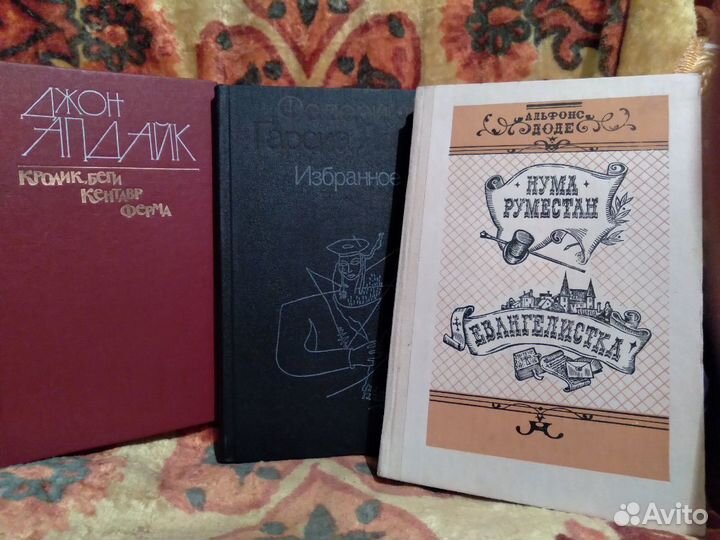 ДЖОН
АПДАЙК
КРОЛИК, БЕГИ
КЕНТАВР
ФЕРМА
Избранное
АЛЬФОНС
ДОДЕ
НУМА
РУМЕСТАН
ЕВАНГЕЛИСТКА
Avito